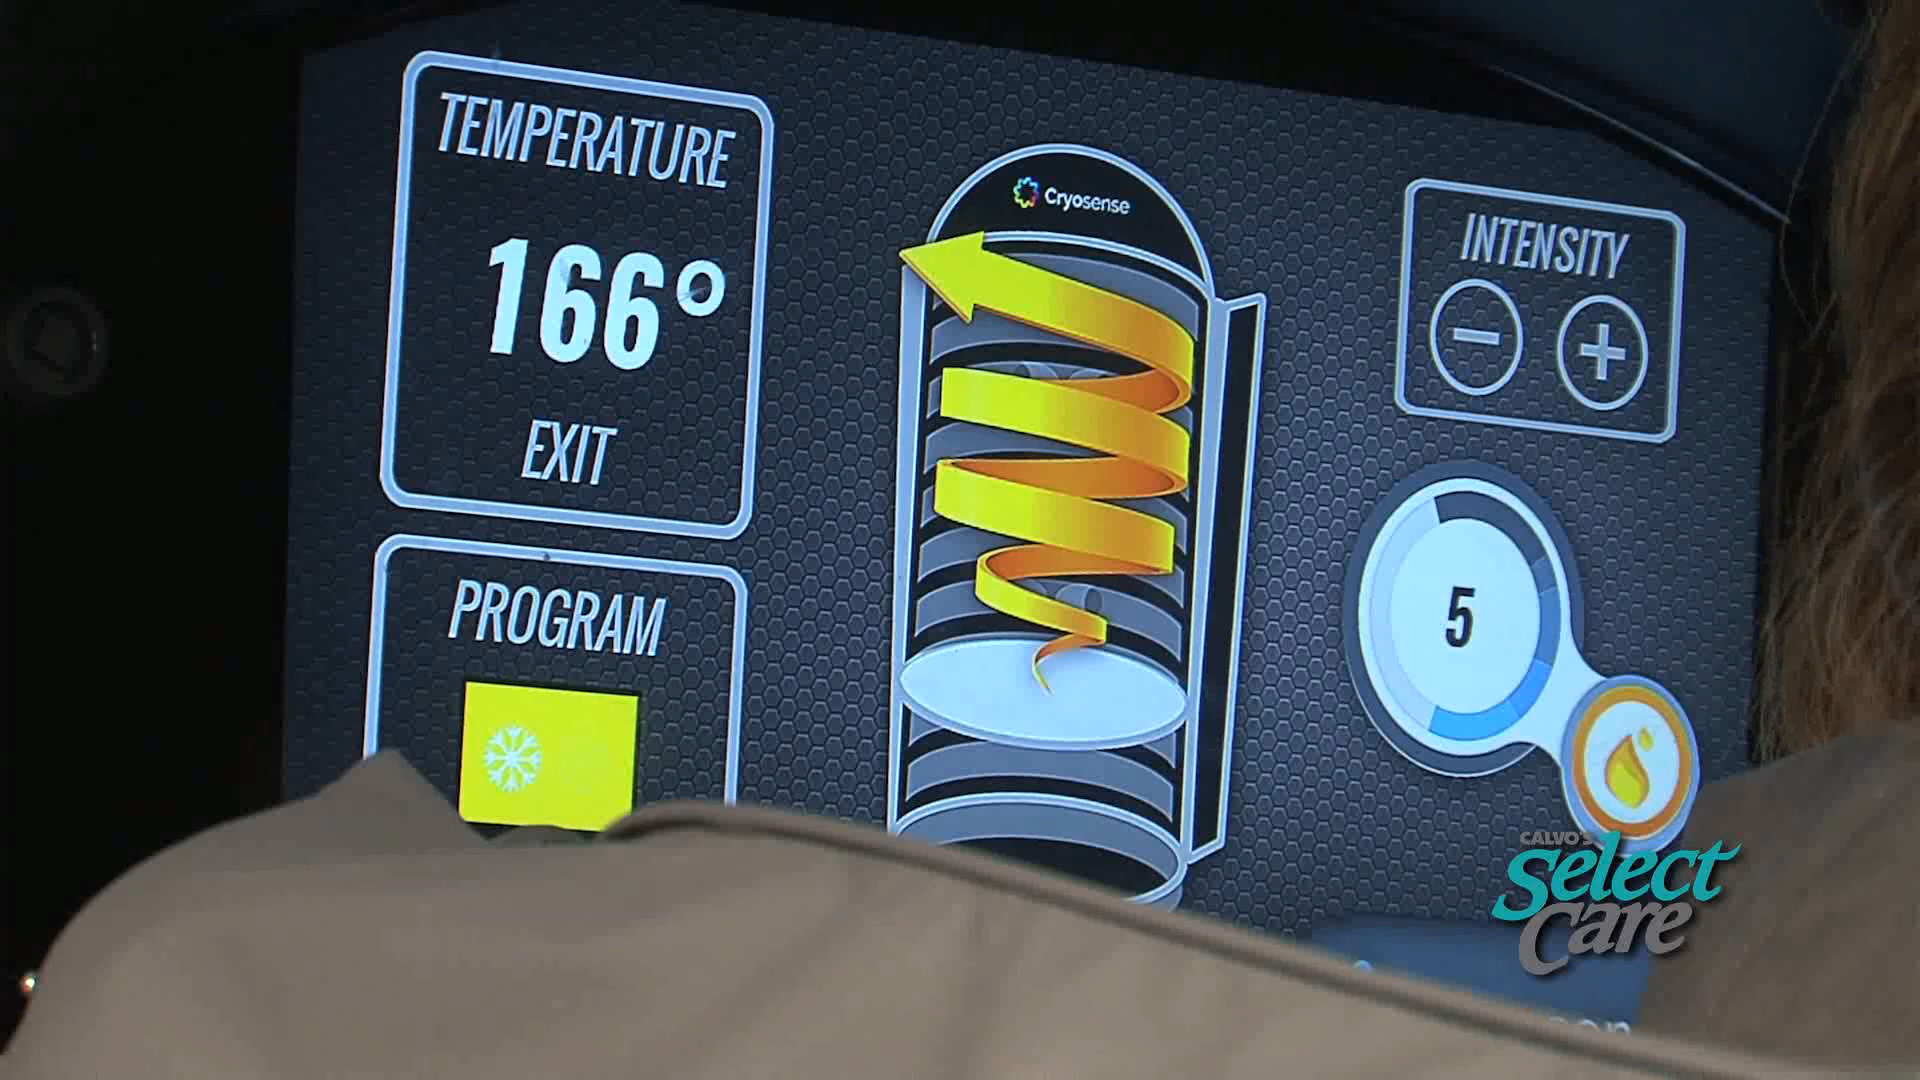 TEMPERATURE
166°
EXIT
PROGRAM
Cryosense
INTENSITY
5
CALVO'S
Select
Care